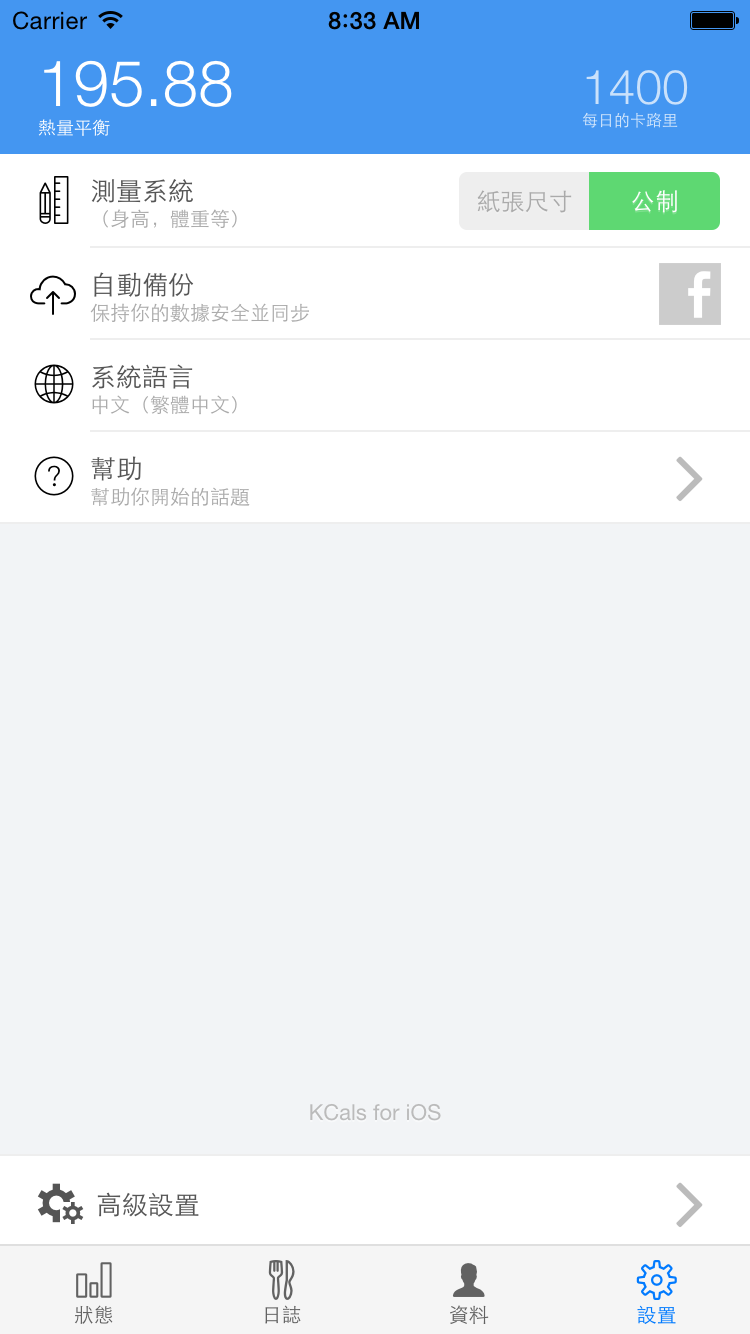 Carrier 8:33 AM
195.88
熱量平衡
1400
每日的卡路里
測量系統
（身高，體重等）
紙張尺寸 公制
自動備份
保持你的數據安全並同步
f
系統語言
中文（繁體中文）
?
幫助
幫助你開始的話題
KCals for iOS
高級設置
狀態 日誌 資料 設置